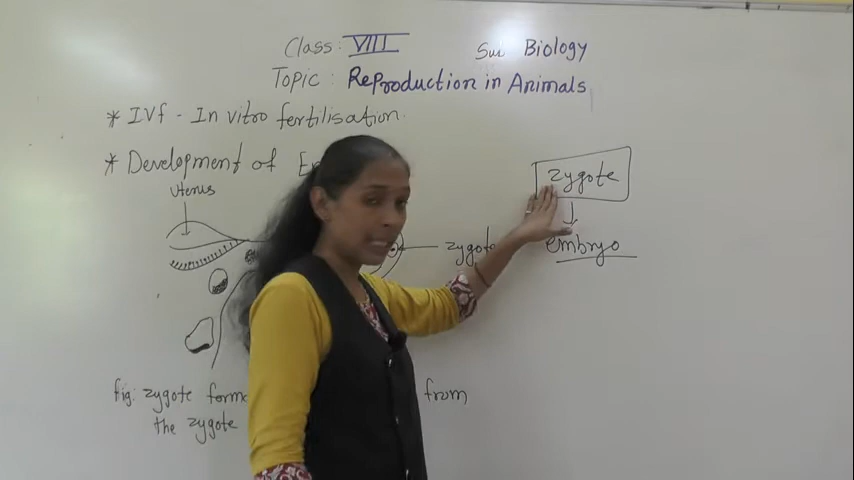 Class: VIII Sub Biology
Topic: Reproduction in Animals
* IVf - In vitro fertilisation.
* Development of
uterus
zygote
zygote
embryo
fig: zygote from
the zygote